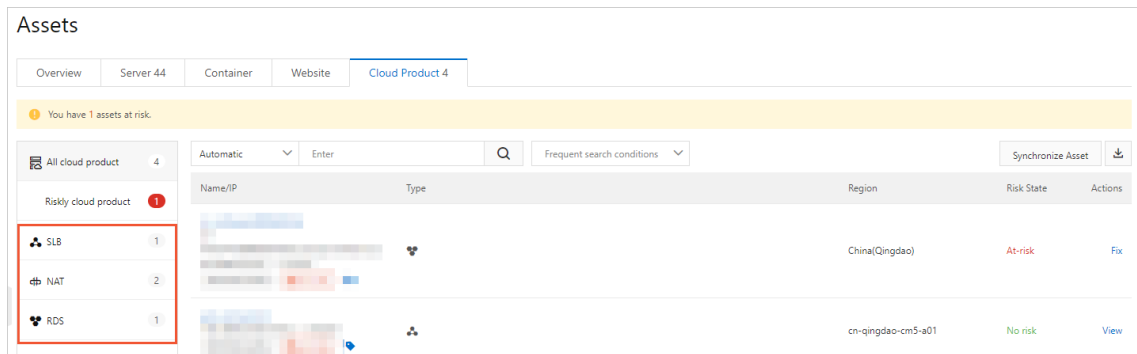 Assets
Overview Server 44 Container Website Cloud Product 4
You have 1 assets at risk.
All cloud product 4 Automatic Enter Frequent search conditions Synchronize Asset
Name/IP Type Region Risk State Actions
Riskly cloud product 1
SLB 1
China(Qingdao) At-risk Fix
NAT 2
RDS 1
cn-qingdao-cm5-a01 No risk View